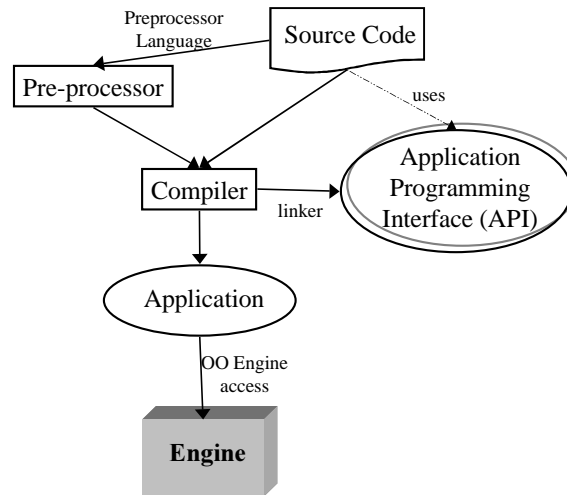 Preprocessor
Language
Source Code
Pre-processor
uses
Application
Programming
Interface (API)
Compiler
linker
Application
OO Engine
access
Engine